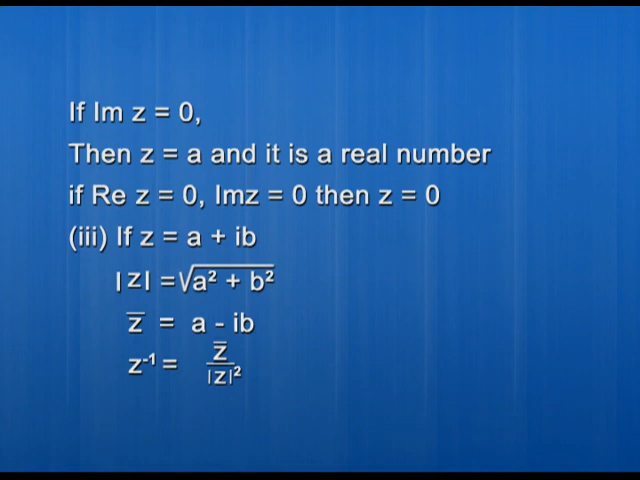 If Im z = 0,
Then z = a and it is a real number
if Re z = 0, Imz = 0 then z = 0
(iii) If z = a + ib
|z| = √a² + b²
z̅ = a - ib
z⁻¹ = z̅ / |z|²